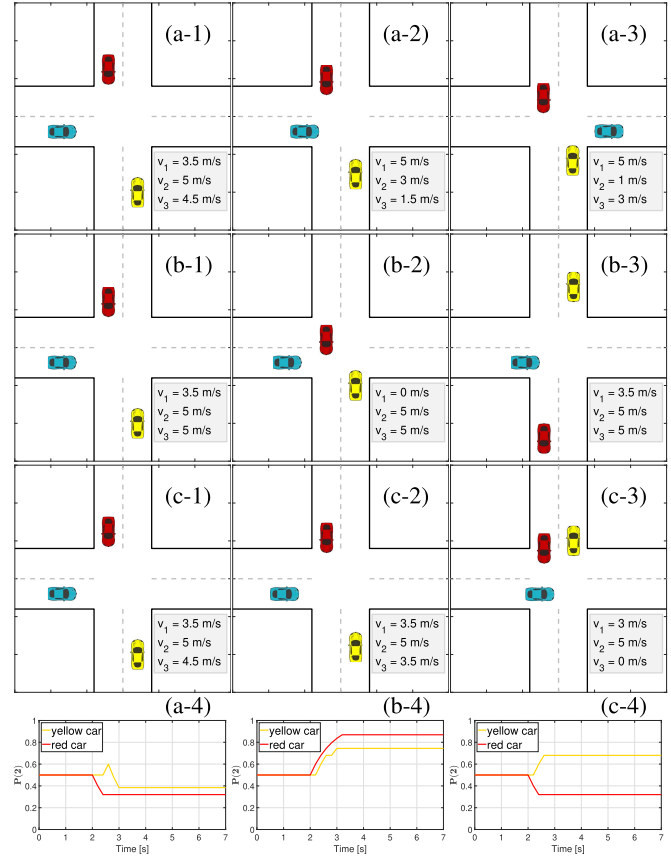 (a-1)
v1 = 3.5 m/s
v2 = 5 m/s
v3 = 4.5 m/s
(a-2)
v1 = 5 m/s
v2 = 3 m/s
v3 = 1.5 m/s
(a-3)
v1 = 5 m/s
v2 = 1 m/s
v3 = 3 m/s
(b-1)
v1 = 3.5 m/s
v2 = 5 m/s
v3 = 5 m/s
(b-2)
v1 = 0 m/s
v2 = 5 m/s
v3 = 5 m/s
(b-3)
v1 = 3.5 m/s
v2 = 5 m/s
v3 = 5 m/s
(c-1)
v1 = 3.5 m/s
v2 = 5 m/s
v3 = 4.5 m/s
(c-2)
v1 = 3.5 m/s
v2 = 5 m/s
v3 = 3.5 m/s
(c-3)
v1 = 3 m/s
v2 = 5 m/s
v3 = 0 m/s
(a-4)
yellow car
red car
P(2)
1
0.8
0.6
0.4
0.2
0
0 1 2 3 4 5 6 7
Time [s]
(b-4)
yellow car
red car
P(2)
1
0.8
0.6
0.4
0.2
0
0 1 2 3 4 5 6 7
Time [s]
(c-4)
yellow car
red car
P(2)
1
0.8
0.6
0.4
0.2
0
0 1 2 3 4 5 6 7
Time [s]